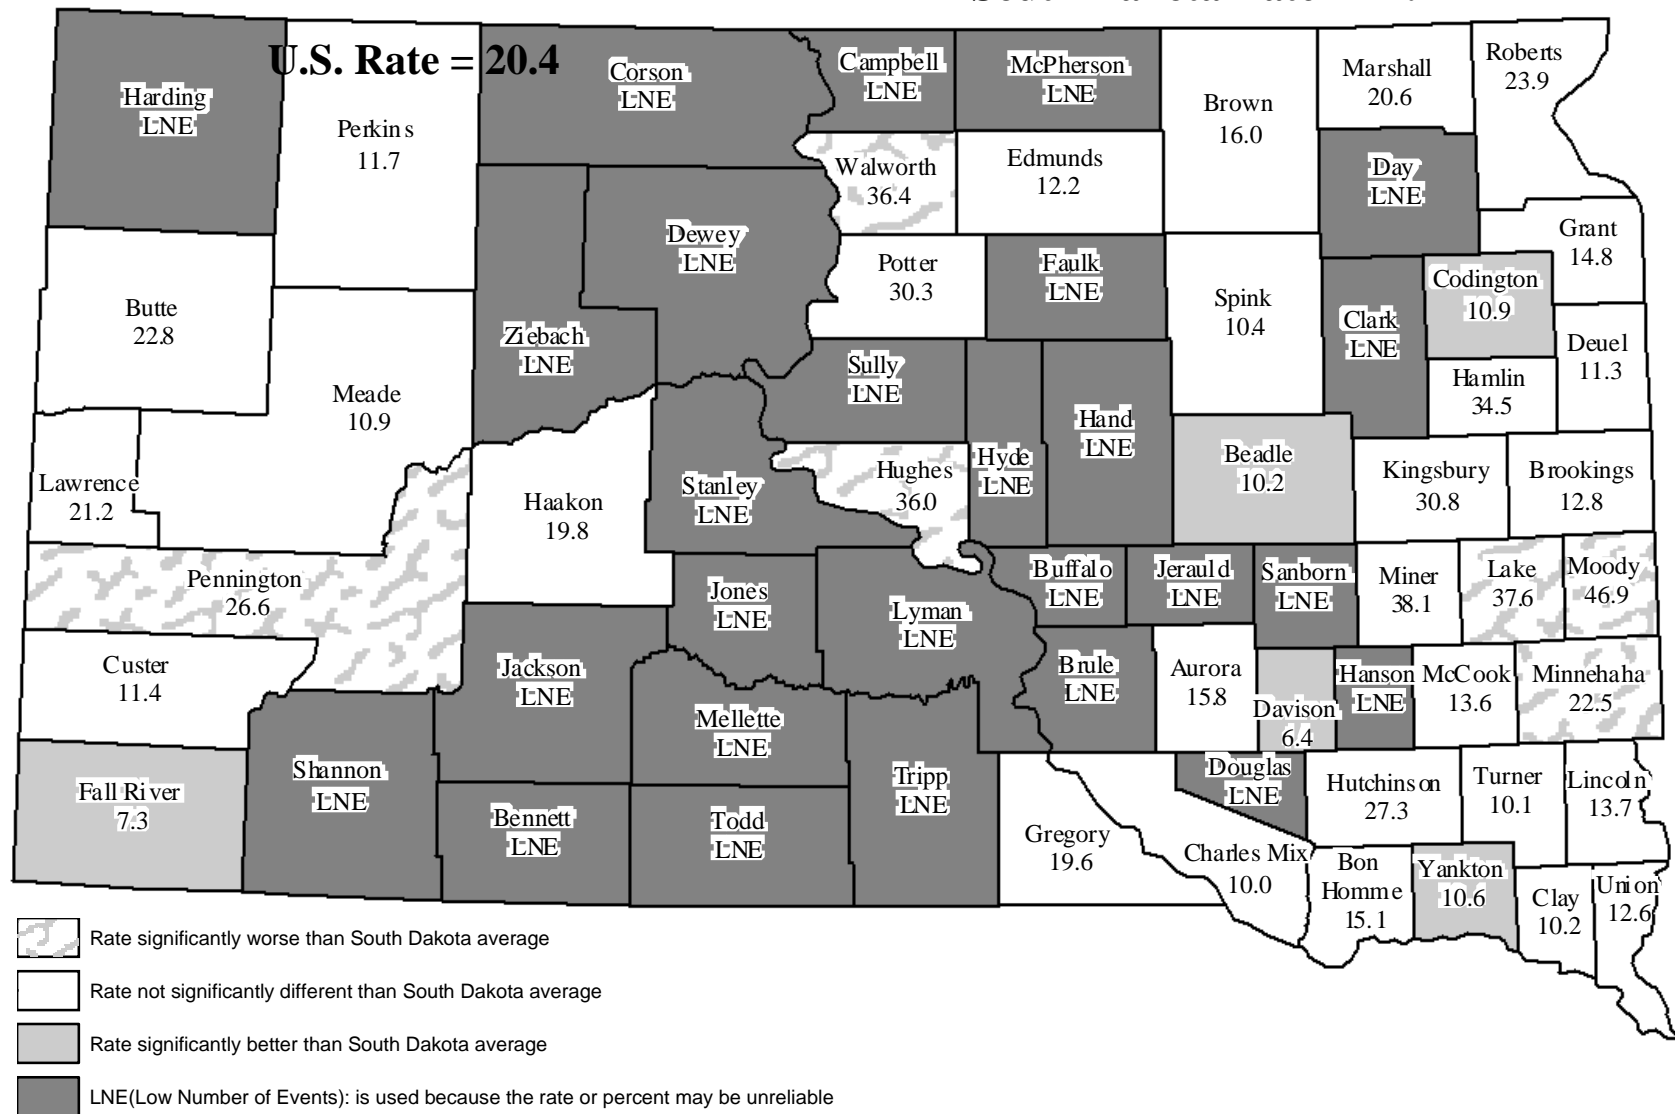 U.S. Rate = 20.4
Harding
LNE
Perkins
11.7
Corson
LNE
Campbell
LNE
McPherson
LNE
Brown
16.0
Marshall
20.6
Roberts
23.9
Walworth
36.4
Edmunds
12.2
Day
LNE
Grant
14.8
Butte
22.8
Dewey
LNE
Potter
30.3
Faulk
LNE
Spink
10.4
Codington
10.9
Clark
LNE
Deuel
11.3
Ziebach
LNE
Sully
LNE
Hamlin
34.5
Meade
10.9
Hand
LNE
Lawrence
21.2
Haakon
19.8
Stanley
LNE
Hughes
36.0
Hyde
LNE
Beadle
10.2
Kingsbury
30.8
Brookings
12.8
Pennington
26.6
Jones
LNE
Lyman
LNE
Buffalo
LNE
Jerauld
LNE
Sanborn
LNE
Miner
38.1
Lake
37.6
Moody
46.9
Custer
11.4
Jackson
LNE
Mellette
LNE
Brule
LNE
Aurora
15.8
Davison
6.4
Hanson
LNE
McCook
13.6
Minnehaha
22.5
Fall River
7.3
Shannon
LNE
Bennett
LNE
Todd
LNE
Tripp
LNE
Gregory
19.6
Douglas
LNE
Charles Mix
10.0
Hutchinson
27.3
Turner
10.1
Lincoln
13.7
Bon
Homme
15.1
Yankton
10.6
Clay
10.2
Union
12.6
Rate significantly worse than South Dakota average
Rate not significantly different than South Dakota average
Rate significantly better than South Dakota average
LNE(Low Number of Events): is used because the rate or percent may be unreliable